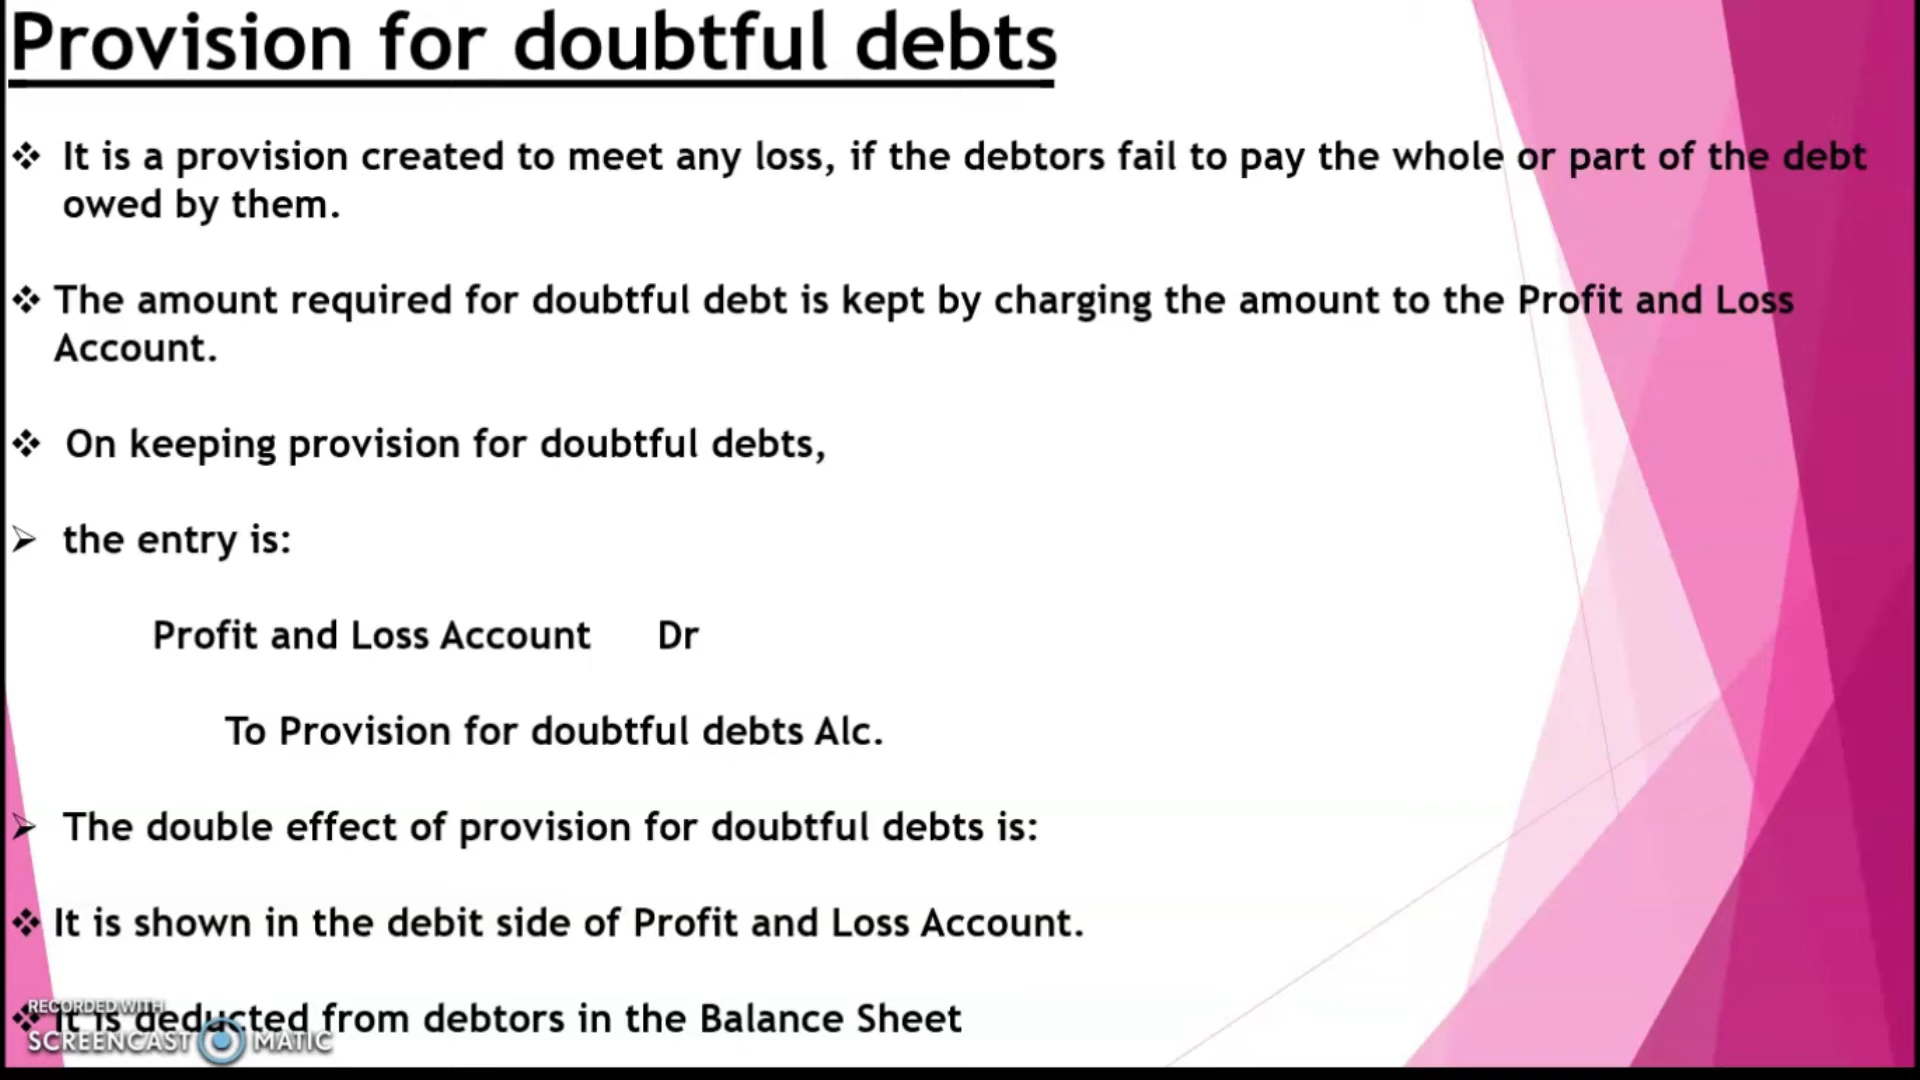 Provision for doubtful debts
❖ It is a provision created to meet any loss, if the debtors fail to pay the whole or part of the debt
owed by them.
❖ The amount required for doubtful debt is kept by charging the amount to the Profit and Loss
Account.
❖ On keeping provision for doubtful debts,
➢ the entry is:
Profit and Loss Account Dr
To Provision for doubtful debts Alc.
➢ The double effect of provision for doubtful debts is:
❖ It is shown in the debit side of Profit and Loss Account.
❖ It is deducted from debtors in the Balance Sheet
RECORDED WITH
SCREENCAST MATIC